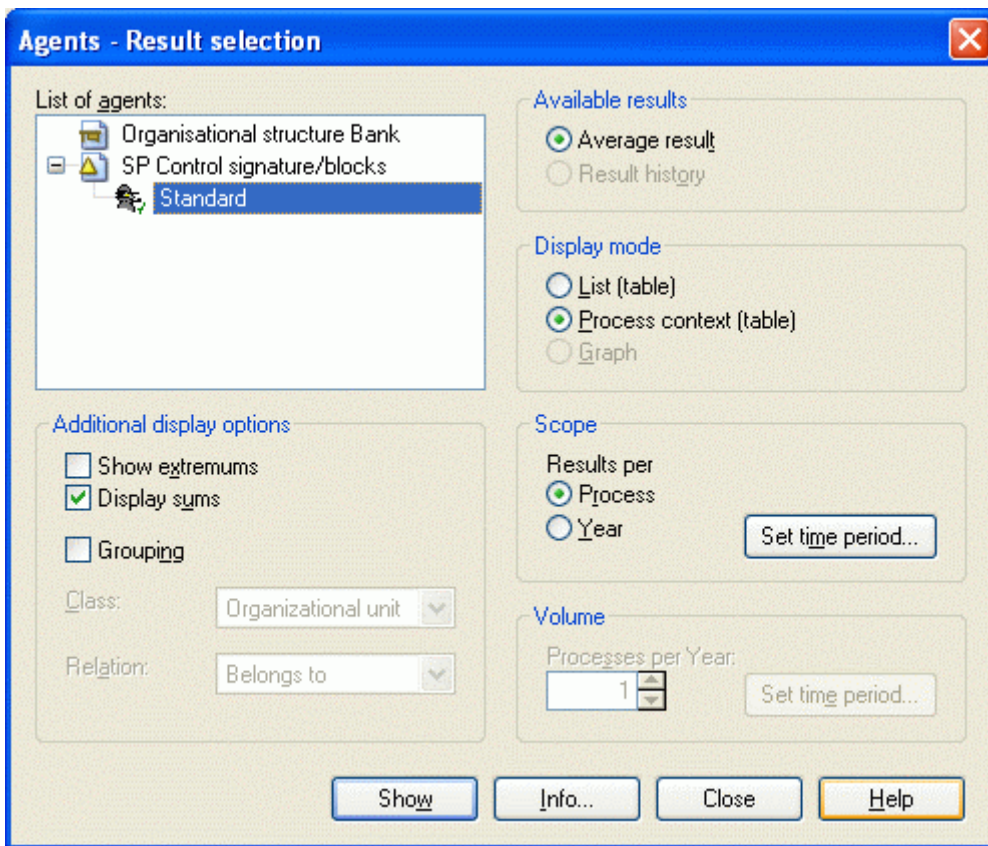 Agents - Result selection
List of agents:
Organisational structure Bank
SP Control signature/blocks
Standard
Available results
Average result
Result history
Display mode
List (table)
Process context (table)
Graph
Additional display options
Show extremums
Display sums
Grouping
Class:
Organizational unit
Relation:
Belongs to
Scope
Results per
Process
Year
Set time period...
Volume
Processes per Year:
1
Set time period...
Show
Info...
Close
Help